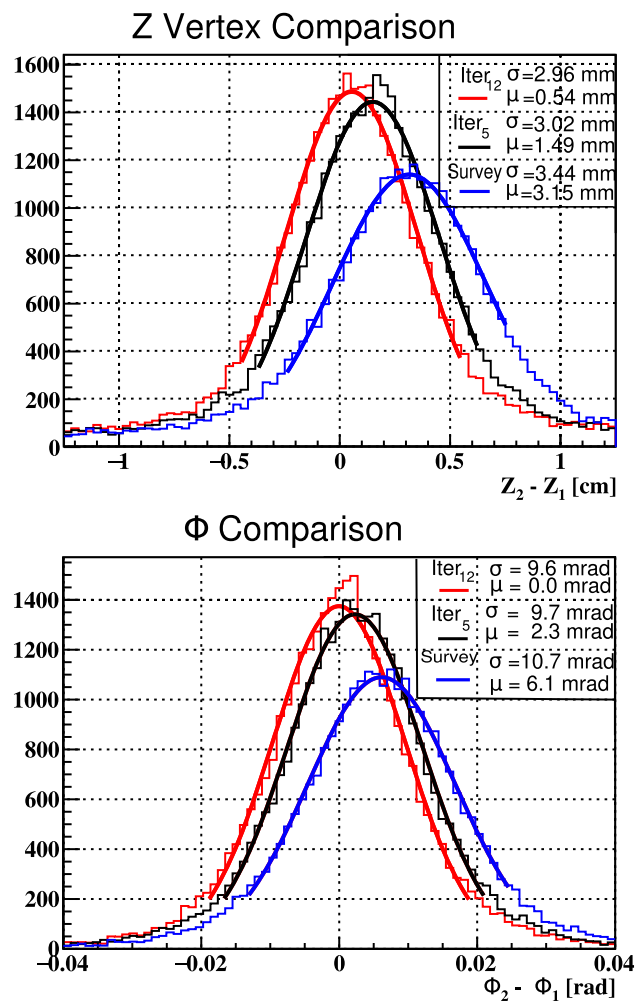 Z Vertex Comparison
1600
1400
1200
1000
800
600
400
200
0
Iter12 σ=2.96 mm
μ=0.54 mm
Iter5 σ=3.02 mm
μ=1.49 mm
Survey σ=3.44 mm
μ=3.15 mm
−1 −0.5 0 0.5 1
Z2 - Z1 [cm]
Φ Comparison
1400
1200
1000
800
600
400
200
0
Iter12 σ = 9.6 mrad
μ = 0.0 mrad
Iter5 σ = 9.7 mrad
μ = 2.3 mrad
Survey σ =10.7 mrad
μ = 6.1 mrad
−0.04 −0.02 0 0.02 0.04
Φ2 - Φ1 [rad]